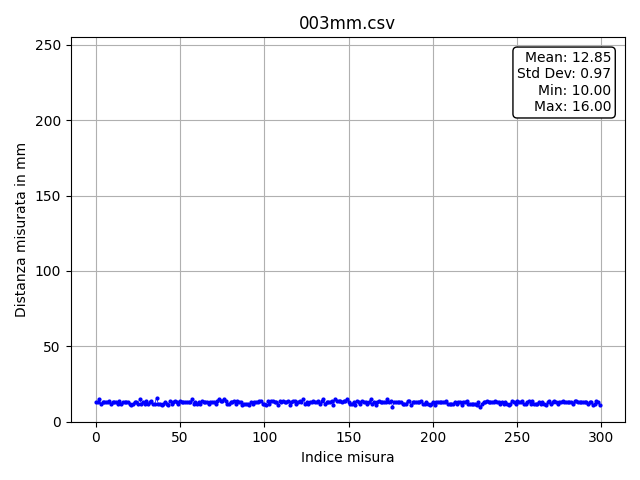 003mm.csv
Mean: 12.85
Std Dev: 0.97
Min: 10.00
Max: 16.00
Distanza misurata in mm
250
200
150
100
50
0
0 50 100 150 200 250 300
Indice misura